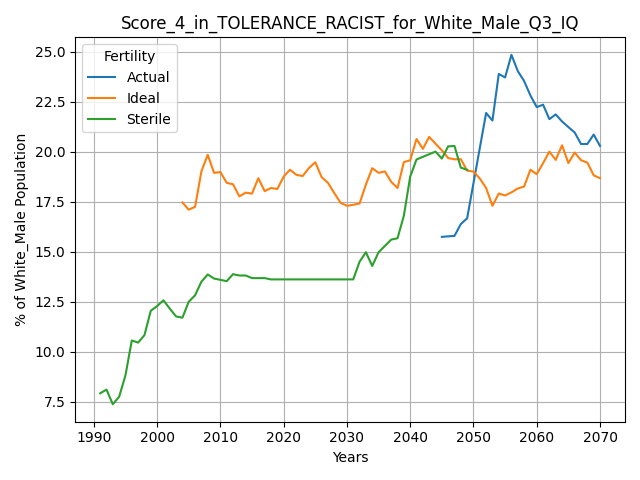 Score_4_in_TOLERANCE_RACIST_for_White_Male_Q3_IQ
Fertility
Actual
Ideal
Sterile
% of White_Male Population
25.0
22.5
20.0
17.5
15.0
12.5
10.0
7.5
1990 2000 2010 2020 2030 2040 2050 2060 2070
Years